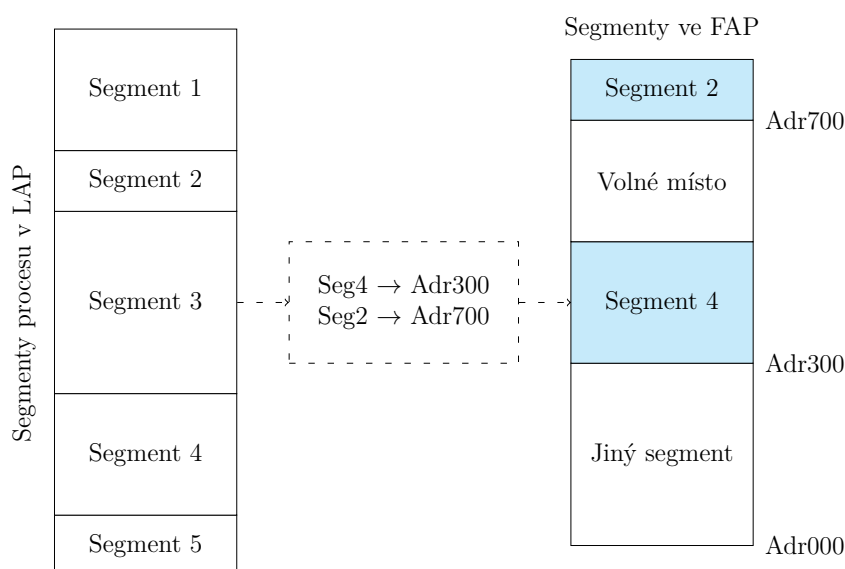 Segmenty procesu v LAP
Segment 1
Segment 2
Segment 3
Segment 4
Segment 5
Seg4 → Adr300
Seg2 → Adr700
Segmenty ve FAP
Segment 2
Adr700
Volné místo
Segment 4
Adr300
Jiný segment
Adr000